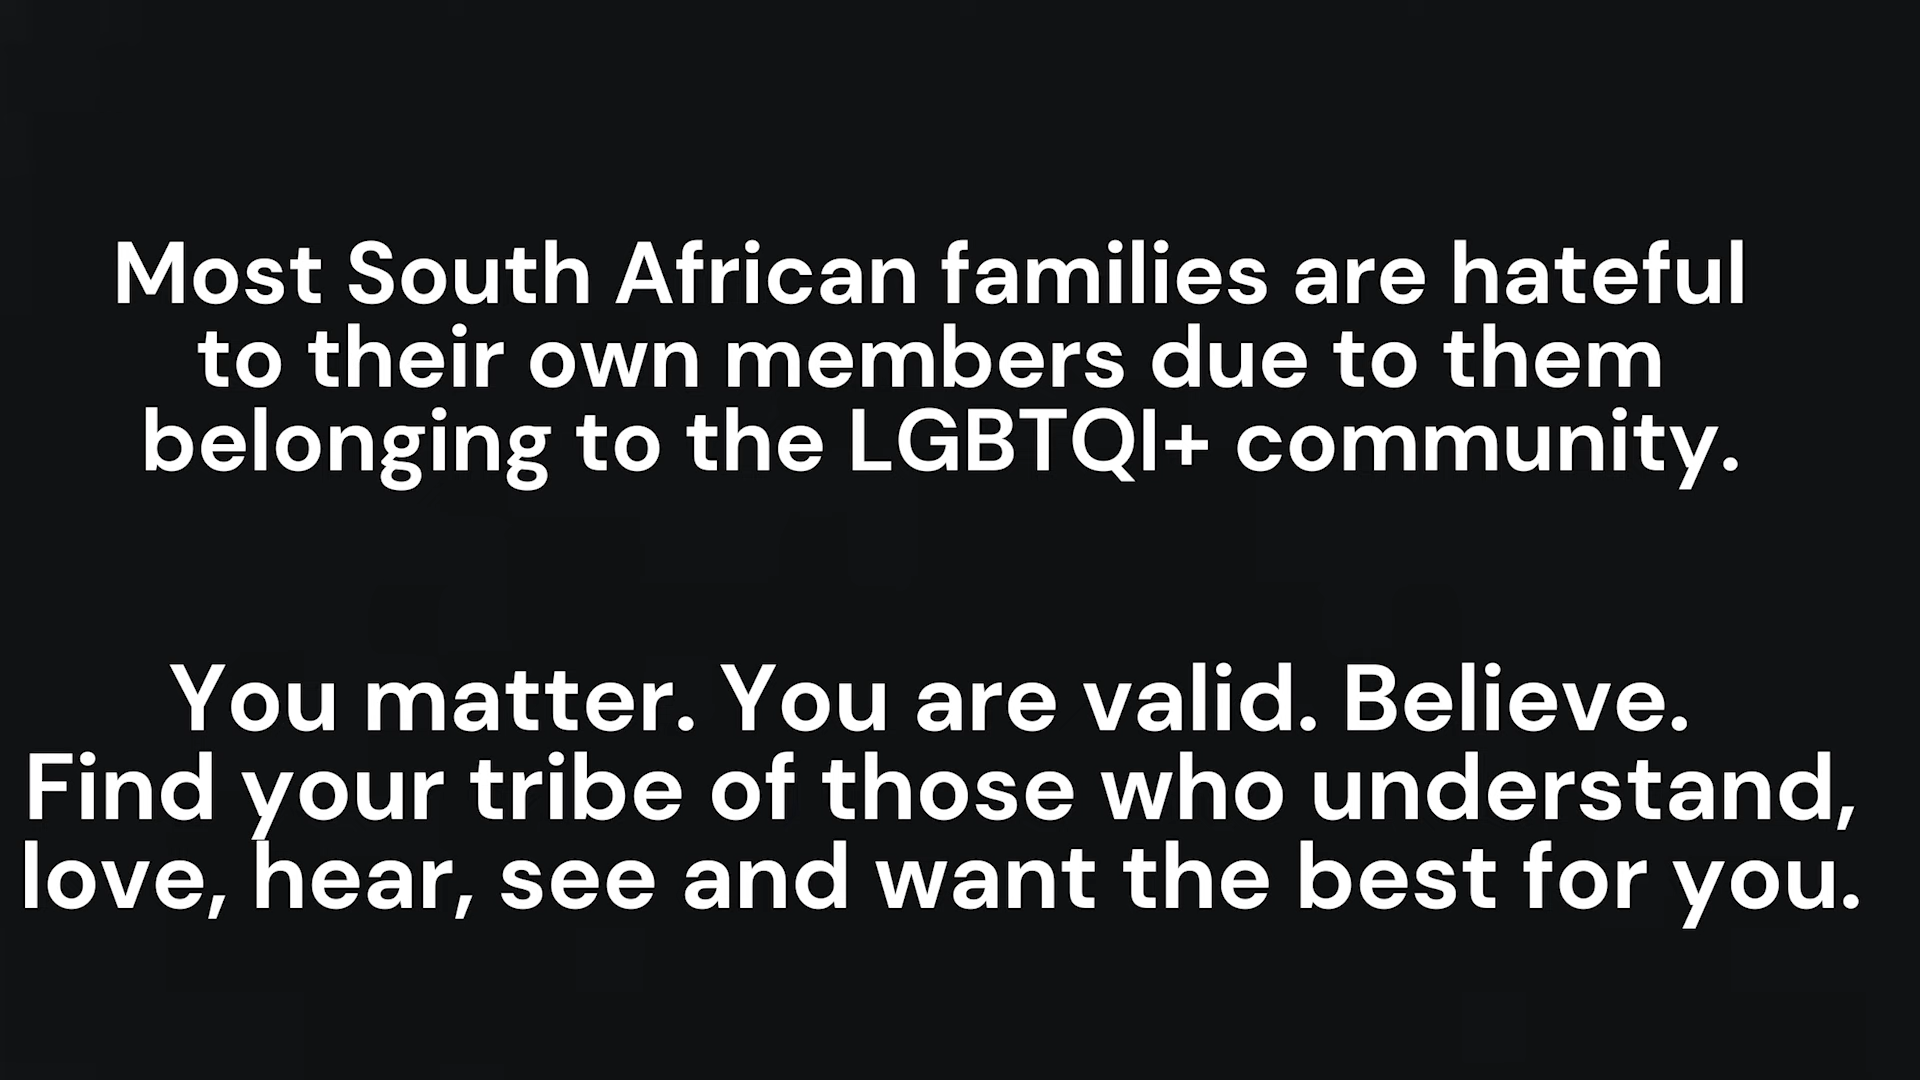 Most South African families are hateful
to their own members due to them
belonging to the LGBTQI+ community.
You matter. You are valid. Believe.
Find your tribe of those who understand,
love, hear, see and want the best for you.